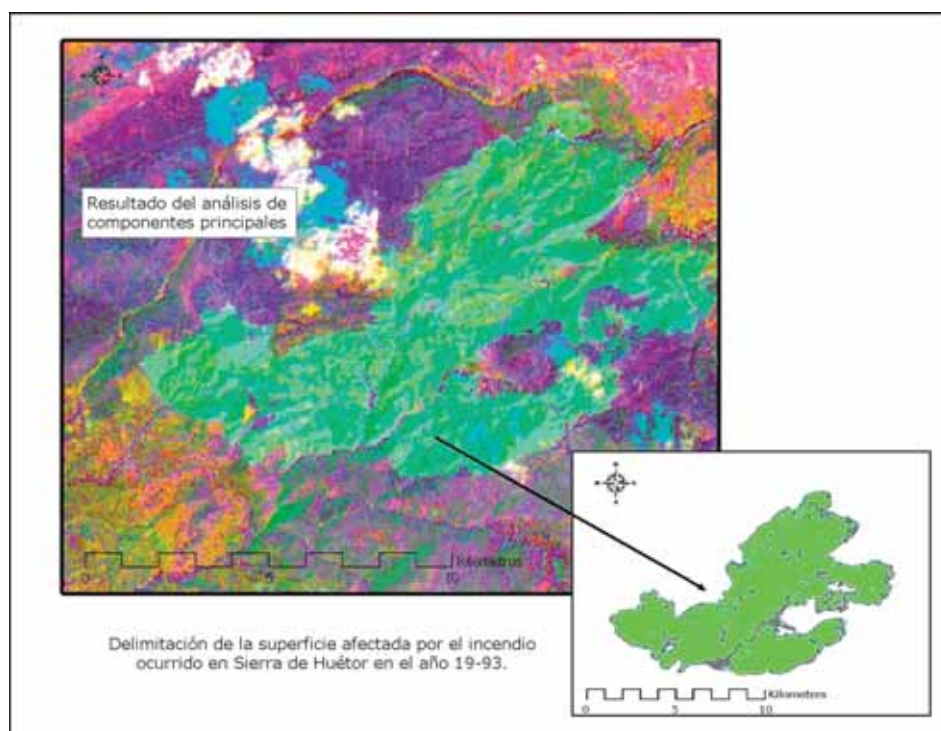 Resultado del análisis de
componentes principales
0 5 10 Kilometros
Delimitación de la superficie afectada por el incendio
ocurrido en Sierra de Huétor en el año 19-93.
0 5 10 Kilometers